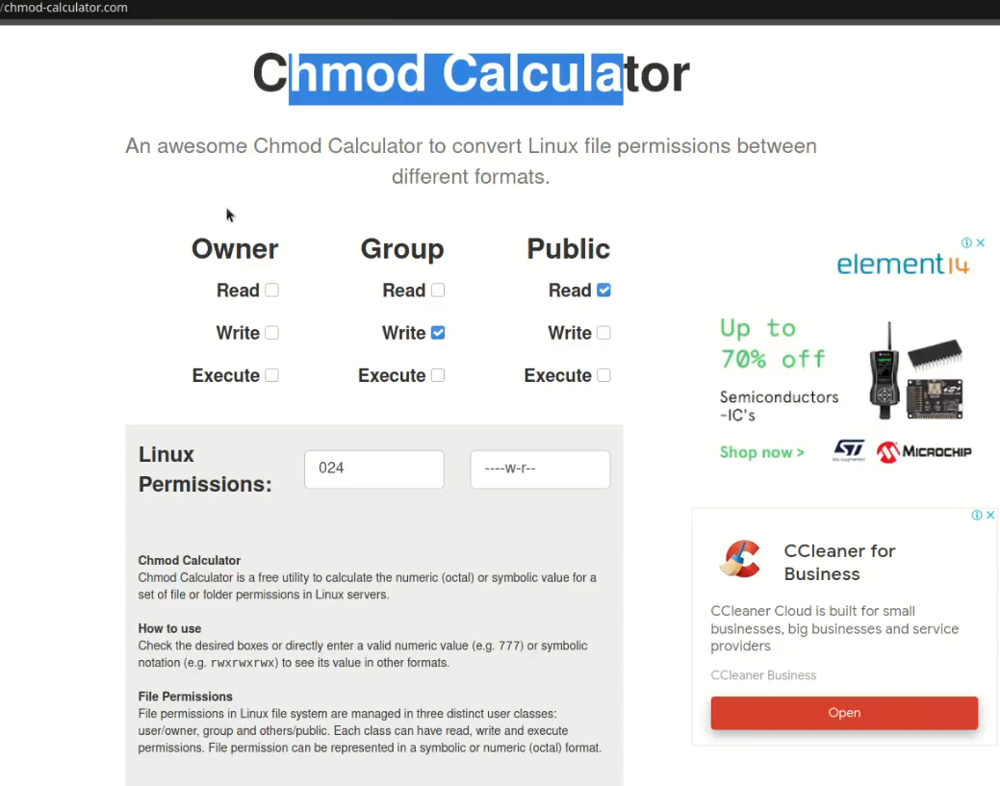 /chmod-calculator.com
Chmod Calculator
An awesome Chmod Calculator to convert Linux file permissions between
different formats.
Owner
Read
Write
Execute
Group
Read
Write
Execute
Public
Read
Write
Execute
Linux
Permissions:
024
----w-r--
Chmod Calculator
Chmod Calculator is a free utility to calculate the numeric (octal) or symbolic value for a
set of file or folder permissions in Linux servers.
How to use
Check the desired boxes or directly enter a valid numeric value (e.g. 777) or symbolic
notation (e.g. rwxrwxrwx) to see its value in other formats.
File Permissions
File permissions in Linux file system are managed in three distinct user classes:
user/owner, group and others/public. Each class can have read, write and execute
permissions. File permission can be represented in a symbolic or numeric (octal) format.
element14
Up to
70% off
Semiconductors
-IC's
Shop now >
ST
MICROCHIP
CCleaner for
Business
CCleaner Cloud is built for small
businesses, big businesses and service
providers
CCleaner Business
Open